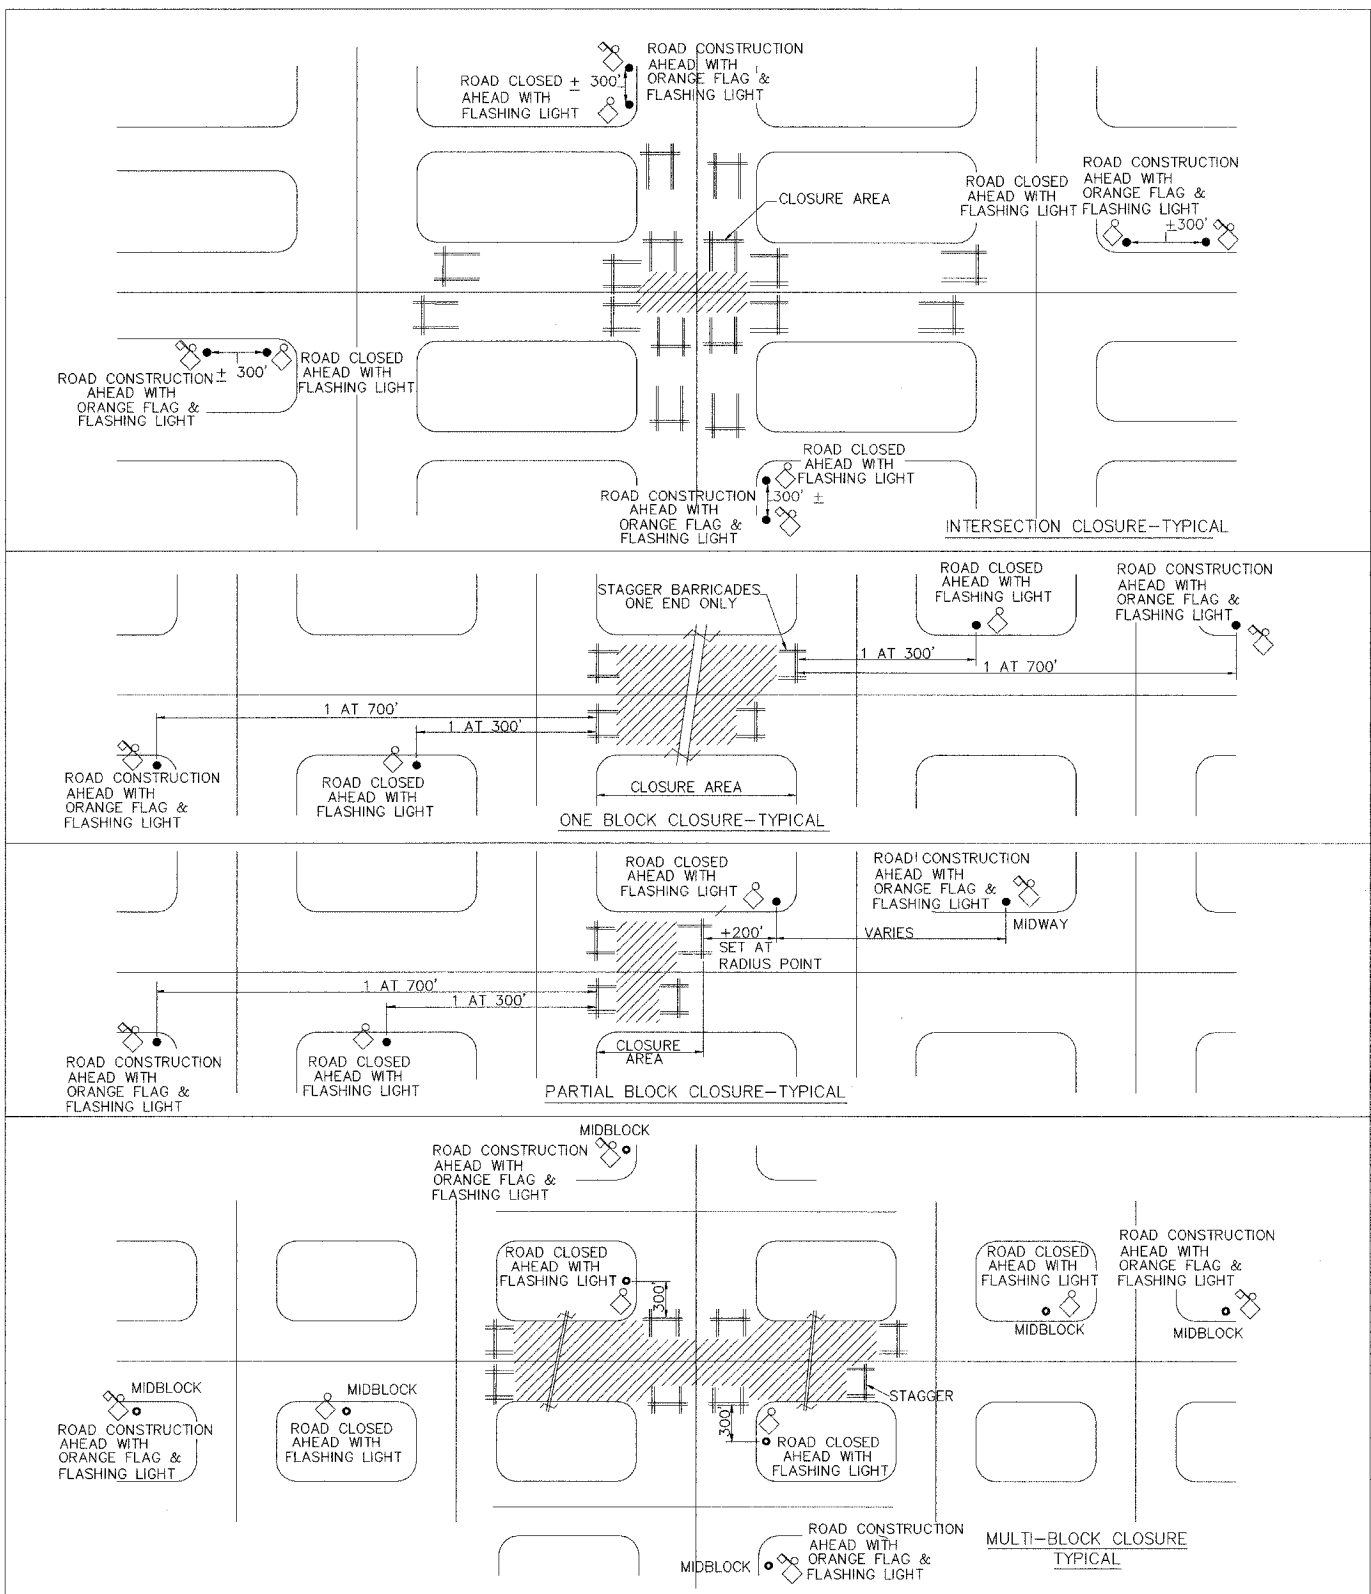 ROAD CONSTRUCTION
AHEAD WITH
ORANGE FLAG &
FLASHING LIGHT
ROAD CLOSED
AHEAD WITH
FLASHING LIGHT
± 300'
CLOSURE AREA
ROAD CLOSED
AHEAD WITH
FLASHING LIGHT
ROAD CONSTRUCTION
AHEAD WITH
ORANGE FLAG &
FLASHING LIGHT
±300'
ROAD CONSTRUCTION
AHEAD WITH
ORANGE FLAG &
FLASHING LIGHT
± 300'
ROAD CLOSED
AHEAD WITH
FLASHING LIGHT
ROAD CLOSED
AHEAD WITH
FLASHING LIGHT
ROAD CONSTRUCTION
AHEAD WITH
ORANGE FLAG &
FLASHING LIGHT
300' ±
INTERSECTION CLOSURE-TYPICAL
STAGGER BARRICADES
ONE END ONLY
ROAD CLOSED
AHEAD WITH
FLASHING LIGHT
ROAD CONSTRUCTION
AHEAD WITH
ORANGE FLAG &
FLASHING LIGHT
1 AT 300'
1 AT 700'
1 AT 700'
1 AT 300'
ROAD CONSTRUCTION
AHEAD WITH
ORANGE FLAG &
FLASHING LIGHT
ROAD CLOSED
AHEAD WITH
FLASHING LIGHT
CLOSURE AREA
ONE BLOCK CLOSURE-TYPICAL
ROAD CLOSED
AHEAD WITH
FLASHING LIGHT
ROAD CONSTRUCTION
AHEAD WITH
ORANGE FLAG &
FLASHING LIGHT
MIDWAY
+200'
SET AT
RADIUS POINT
VARIES
1 AT 700'
1 AT 300'
ROAD CONSTRUCTION
AHEAD WITH
ORANGE FLAG &
FLASHING LIGHT
ROAD CLOSED
AHEAD WITH
FLASHING LIGHT
CLOSURE
AREA
PARTIAL BLOCK CLOSURE-TYPICAL
MIDBLOCK
ROAD CONSTRUCTION
AHEAD WITH
ORANGE FLAG &
FLASHING LIGHT
ROAD CLOSED
AHEAD WITH
FLASHING LIGHT
300'
ROAD CLOSED
AHEAD WITH
FLASHING LIGHT
MIDBLOCK
ROAD CONSTRUCTION
AHEAD WITH
ORANGE FLAG &
FLASHING LIGHT
MIDBLOCK
MIDBLOCK
ROAD CONSTRUCTION
AHEAD WITH
ORANGE FLAG &
FLASHING LIGHT
MIDBLOCK
ROAD CLOSED
AHEAD WITH
FLASHING LIGHT
STAGGER
300'
ROAD CLOSED
AHEAD WITH
FLASHING LIGHT
MIDBLOCK
ROAD CONSTRUCTION
AHEAD WITH
ORANGE FLAG &
FLASHING LIGHT
MULTI-BLOCK CLOSURE
TYPICAL